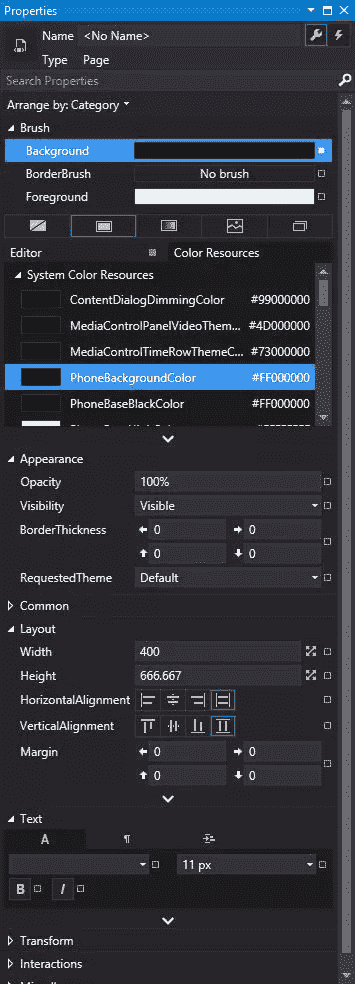 Properties
Name <No Name>
Type Page
Search Properties
Arrange by: Category
Brush
Background
BorderBrush No brush
Foreground
Editor Color Resources
System Color Resources
ContentDialogDimmingColor #99000000
MediaControlPanelVideoThem... #4D000000
MediaControlTimeRowThemeC... #73000000
PhoneBackgroundColor #FF000000
PhoneBaseBlackColor #FF000000
Appearance
Opacity 100%
Visibility Visible
BorderThickness 0 0
0 0
RequestedTheme Default
Common
Layout
Width 400
Height 666.667
HorizontalAlignment
VerticalAlignment
Margin 0 0
0 0
Text
A ¶
11 px
B I
Transform
Interactions